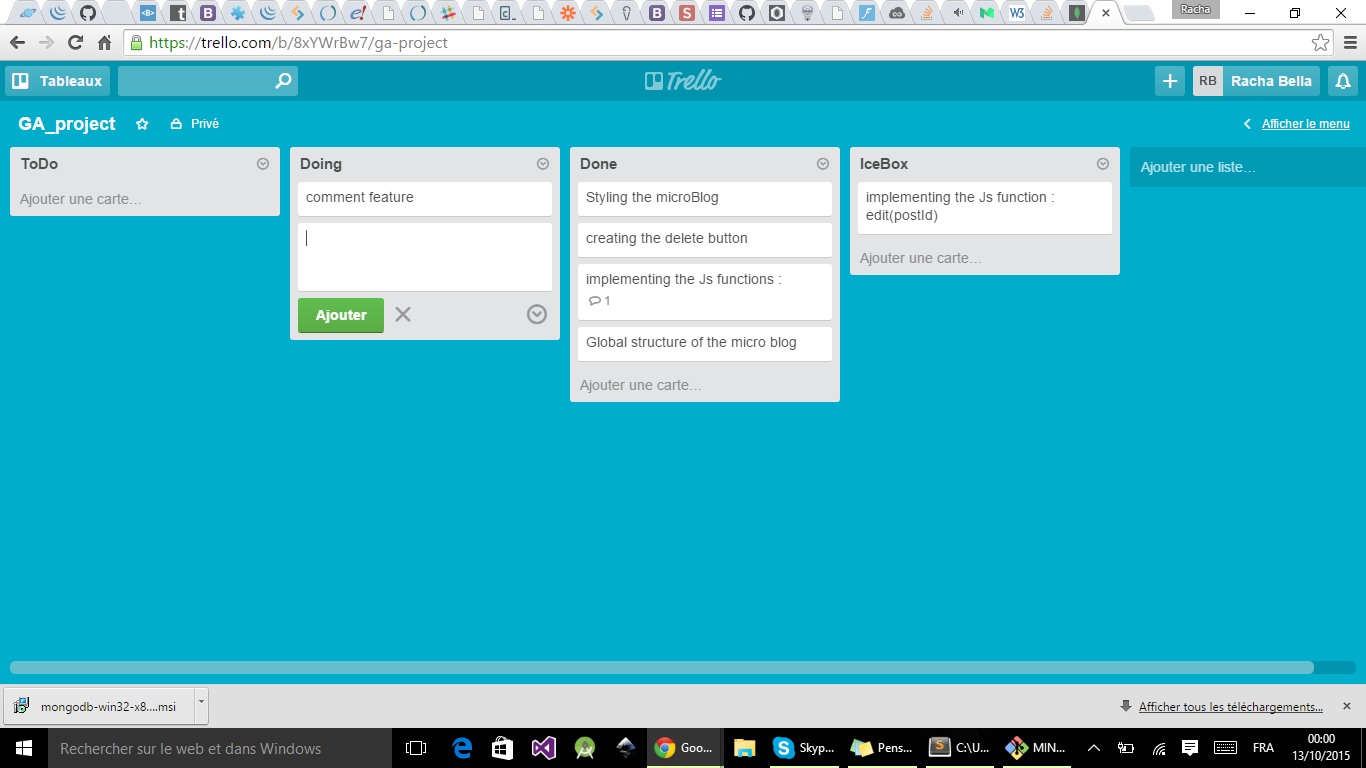 Racha
https://trello.com/b/8xYWrBw7/ga-project
Tableaux
Trello
RB Racha Bella
GA_project
Privé
Afficher le menu
ToDo
Ajouter une carte…
Doing
comment feature
Ajouter
Done
Styling the microBlog
creating the delete button
implementing the Js functions :
1
Global structure of the micro blog
Ajouter une carte…
IceBox
implementing the Js function :
edit(postId)
Ajouter une carte…
Ajouter une liste…
mongodb-win32-x8....msi
Afficher tous les téléchargements...
Rechercher sur le web et dans Windows
Goo...
Skyp...
Pens...
C:\U...
MIN...
FRA
00:00
13/10/2015